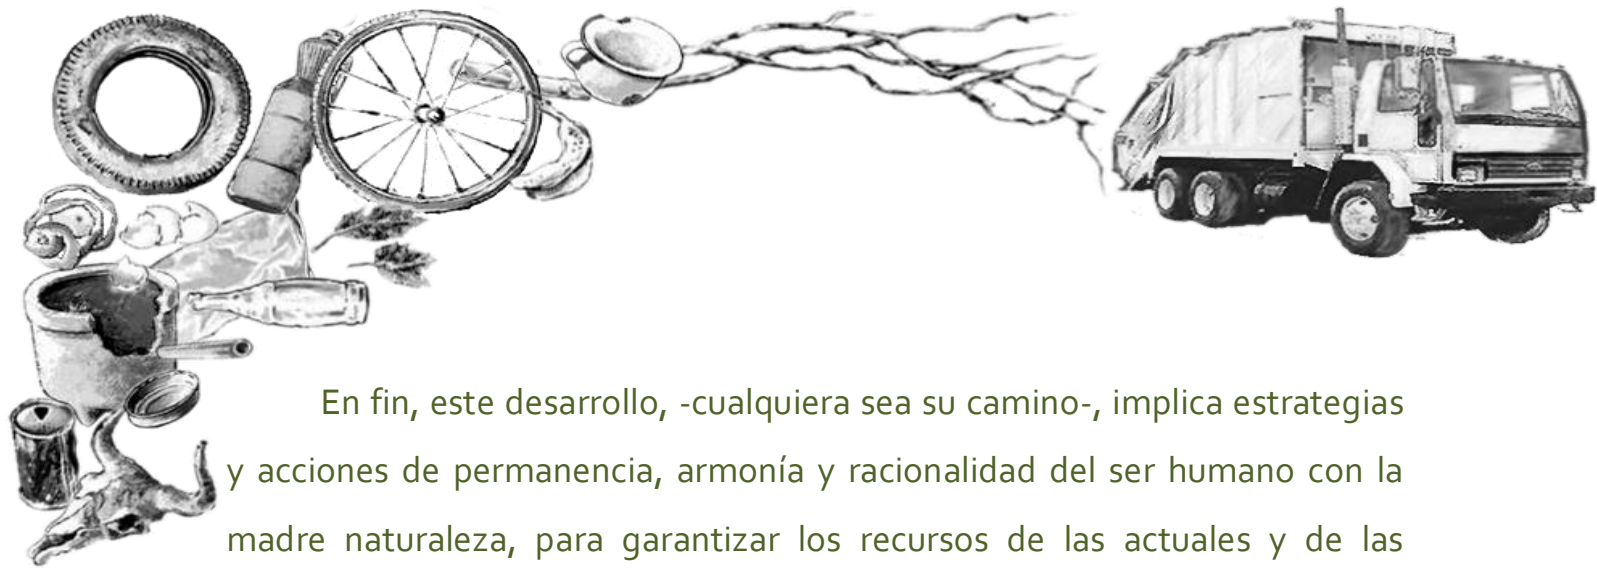 En fin, este desarrollo, -cualquiera sea su camino-, implica estrategias
y acciones de permanencia, armonía y racionalidad del ser humano con la
madre naturaleza, para garantizar los recursos de las actuales y de las